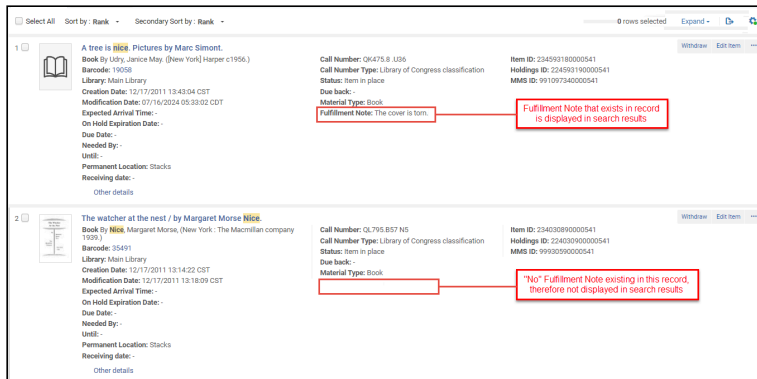 Select All Sort by : Rank Secondary Sort by : Rank 0 rows selected Expand
1 A tree is nice. Pictures by Marc Simont. Withdraw Edit Item
Book By Udry, Janice May. ([New York] Harper c1956.) Call Number: QK475.8 .U36 Item ID: 234593180000541
Barcode: 19058 Call Number Type: Library of Congress classification Holdings ID: 224593190000541
Library: Main Library Status: Item in place MMS ID: 991097340000541
Creation Date: 12/17/2011 13:43:04 CST Due back: -
Modification Date: 07/16/2024 05:33:02 CDT Material Type: Book
Expected Arrival Time: - Fulfillment Note: The cover is torn.
On Hold Expiration Date: -
Due Date: -
Needed By: -
Until: -
Permanent Location: Stacks
Receiving date: -
Other details
Fulfillment Note that exists in record
is displayed in search results
2 The watcher at the nest / by Margaret Morse Nice. Withdraw Edit Item
Book By Nice, Margaret Morse, (New York : The Macmillan company
1939.)
Call Number: QL795.B57 N5 Item ID: 234030890000541
Barcode: 35491 Call Number Type: Library of Congress classification Holdings ID: 224030900000541
Library: Main Library Status: Item in place MMS ID: 99930590000541
Creation Date: 12/17/2011 13:14:22 CST Due back: -
Modification Date: 12/17/2011 13:18:09 CST Material Type: Book
Expected Arrival Time: -
On Hold Expiration Date: -
Due Date: -
Needed By: -
Until: -
Permanent Location: Stacks
Receiving date: -
Other details
"No" Fulfillment Note existing in this record,
therefore not displayed in search results